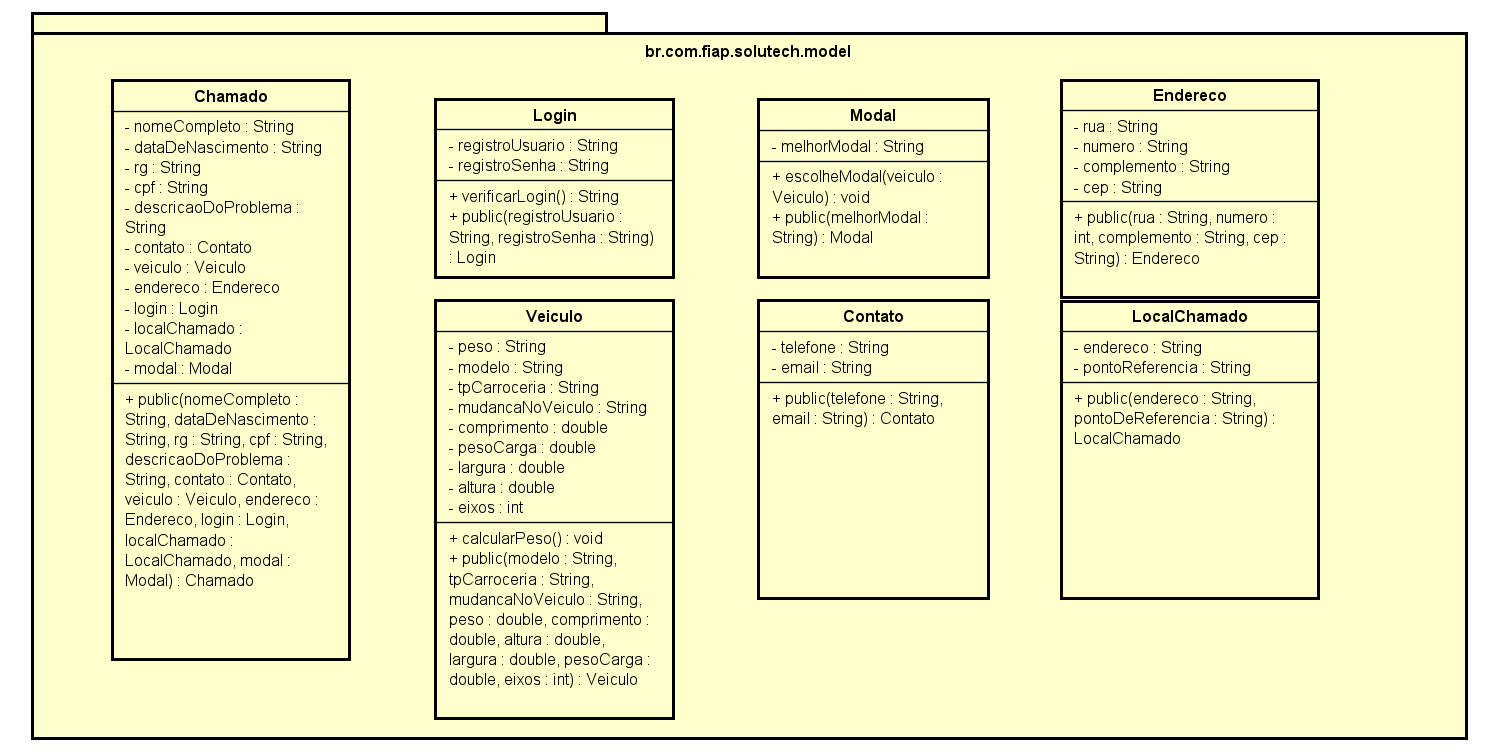 br.com.fiap.solutech.model
Chamado
- nomeCompleto : String
- dataDeNascimento : String
- rg : String
- cpf : String
- descricaoDoProblema :
String
- contato : Contato
- veiculo : Veiculo
- endereco : Endereco
- login : Login
- localChamado :
LocalChamado
- modal : Modal
+ public(nomeCompleto :
String, dataDeNascimento :
String, rg : String, cpf : String,
descricaoDoProblema :
String, contato : Contato,
veiculo : Veiculo, endereco :
Endereco, login : Login,
localChamado :
LocalChamado, modal :
Modal) : Chamado
Login
- registroUsuario : String
- registroSenha : String
+ verificarLogin() : String
+ public(registroUsuario :
String, registroSenha : String)
: Login
Modal
- melhorModal : String
+ escolheModal(veiculo :
Veiculo) : void
+ public(melhorModal :
String) : Modal
Endereco
- rua : String
- numero : String
- complemento : String
- cep : String
+ public(rua : String, numero :
int, complemento : String, cep :
String) : Endereco
Veiculo
- peso : String
- modelo : String
- tpCarroceria : String
- mudancaNoVeiculo : String
- comprimento : double
- pesoCarga : double
- largura : double
- altura : double
- eixos : int
+ calcularPeso() : void
+ public(modelo : String,
tpCarroceria : String,
mudancaNoVeiculo : String,
peso : double, comprimento :
double, altura : double,
largura : double, pesoCarga :
double, eixos : int) : Veiculo
Contato
- telefone : String
- email : String
+ public(telefone : String,
email : String) : Contato
LocalChamado
- endereco : String
- pontoReferencia : String
+ public(endereco : String,
pontoDeReferencia : String) :
LocalChamado